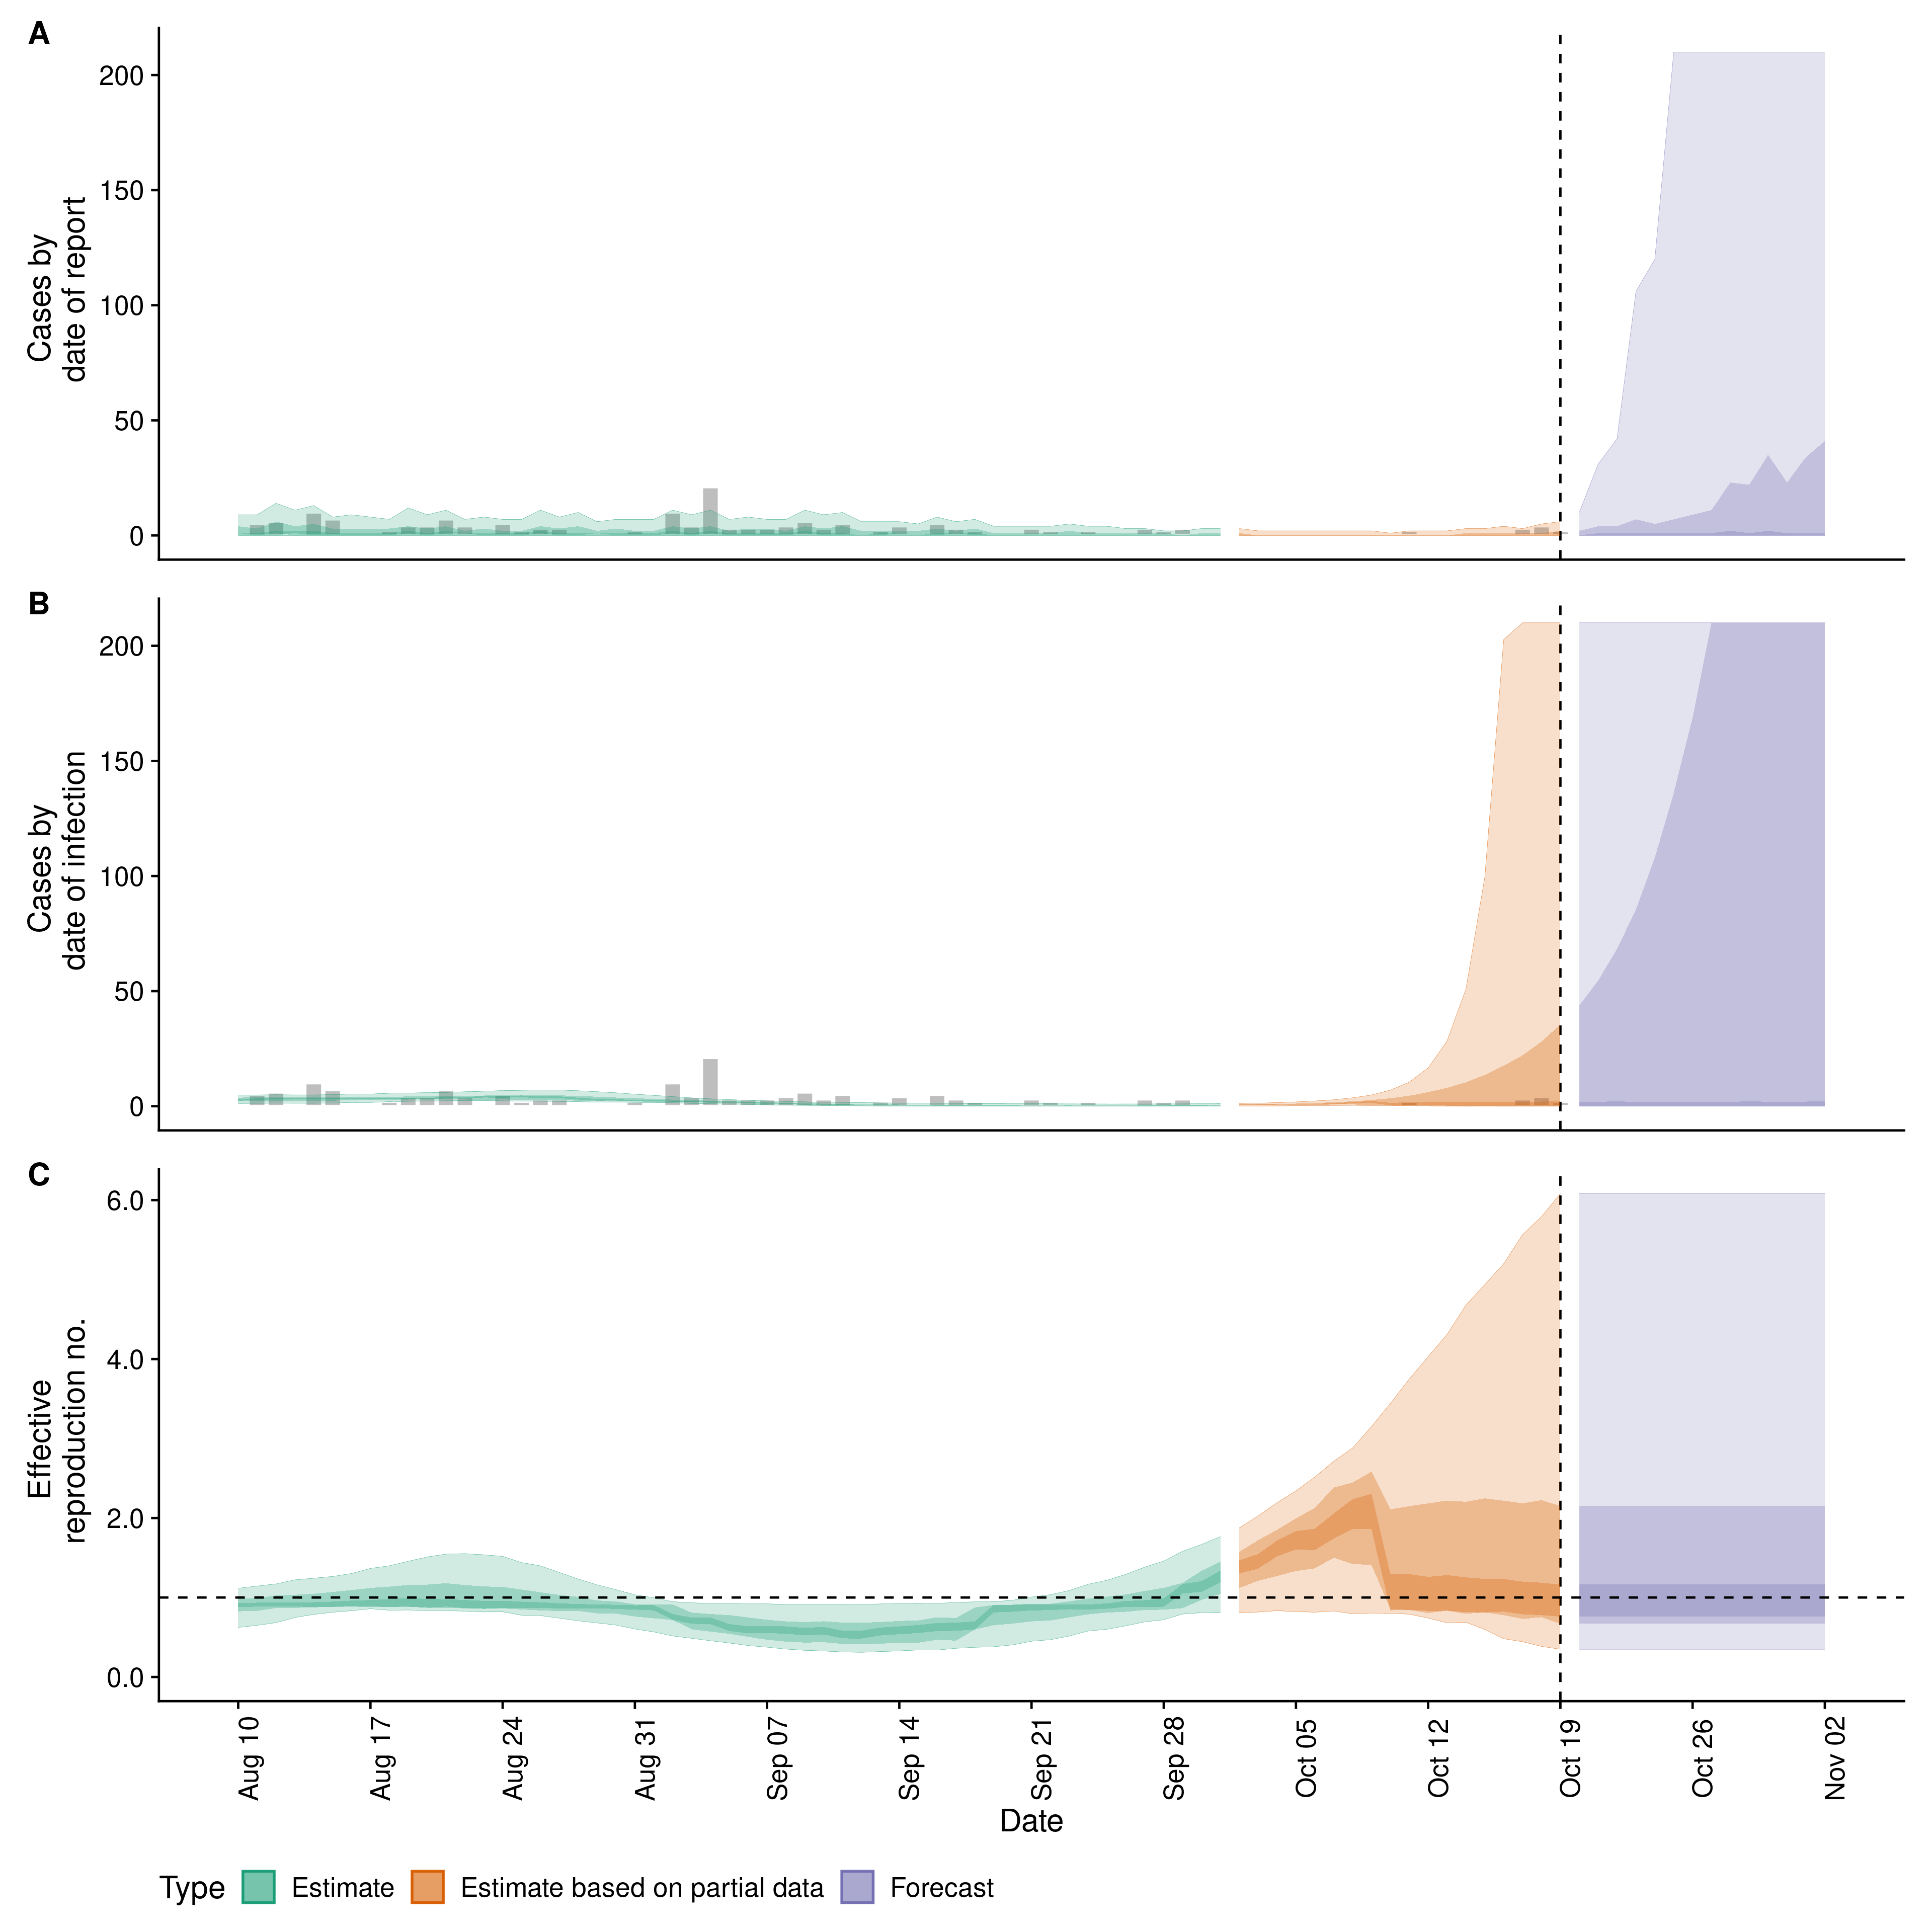 A
Cases by
date of report
200
150
100
50
0
B
Cases by
date of infection
200
150
100
50
0
C
Effective
reproduction no.
6.0
4.0
2.0
0.0
Aug 10
Aug 17
Aug 24
Aug 31
Sep 07
Sep 14
Sep 21
Sep 28
Oct 05
Oct 12
Oct 19
Oct 26
Nov 02
Date
Type Estimate Estimate based on partial data Forecast